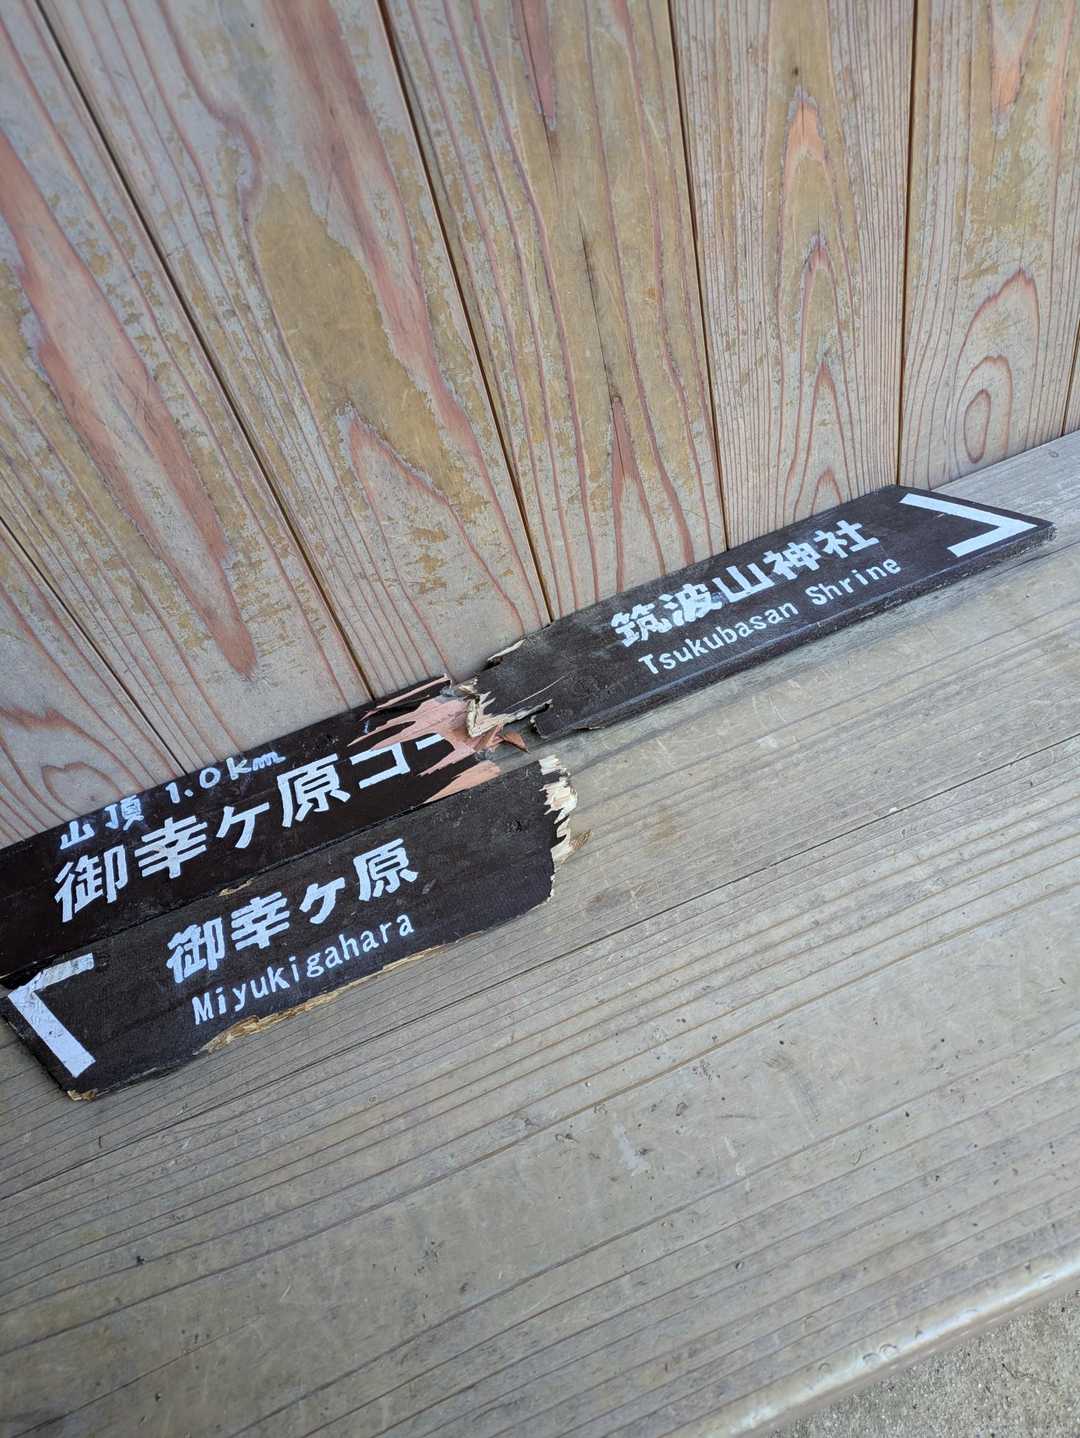 筑波山神社
Tsukubasan Shrine
山頂 1.0km
御幸ヶ原コー
御幸ヶ原
Miyukigahara